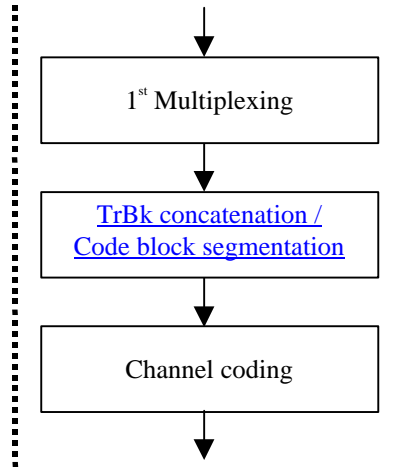 1st Multiplexing
TrBk concatenation /
Code block segmentation
Channel coding